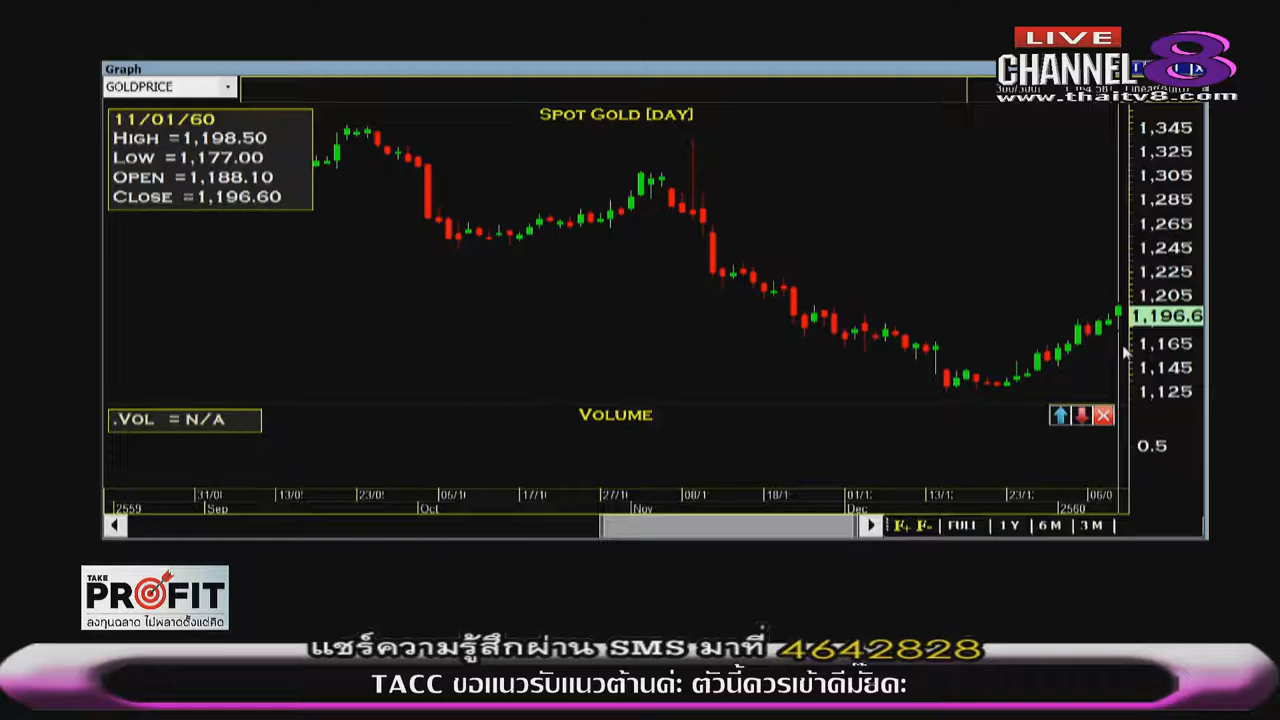 LIVE
CHANNEL 8
www.thaitv8.com
Graph
GOLDPRICE
SPOT GOLD [DAY]
11/01/60
HIGH =1,198.50
LOW =1,177.00
OPEN =1,188.10
CLOSE =1,196.60
1,345
1,325
1,305
1,285
1,265
1,245
1,225
1,205
1,196.6
1,165
1,145
1,125
.VOL = N/A
VOLUME
0.5
31/0 13/0 23/0 05/1 17/1 27/1 08/1 18/1 01/1 13/1 23/1 06/0
2559 Sep Oct Nov Dec 2560
F+ F- FULL 1 Y 6 M 3 M
TAKE
PROFIT
ลงทุนฉลาด ไม่พลาดตั้งแต่คิด
แชร์ความรู้สึกผ่าน SMS มาที่ 4642828
TACC ขอแนวรับแนวต้านค่ะ ตัวนี้ควรเข้าดีมั๊ยคะ